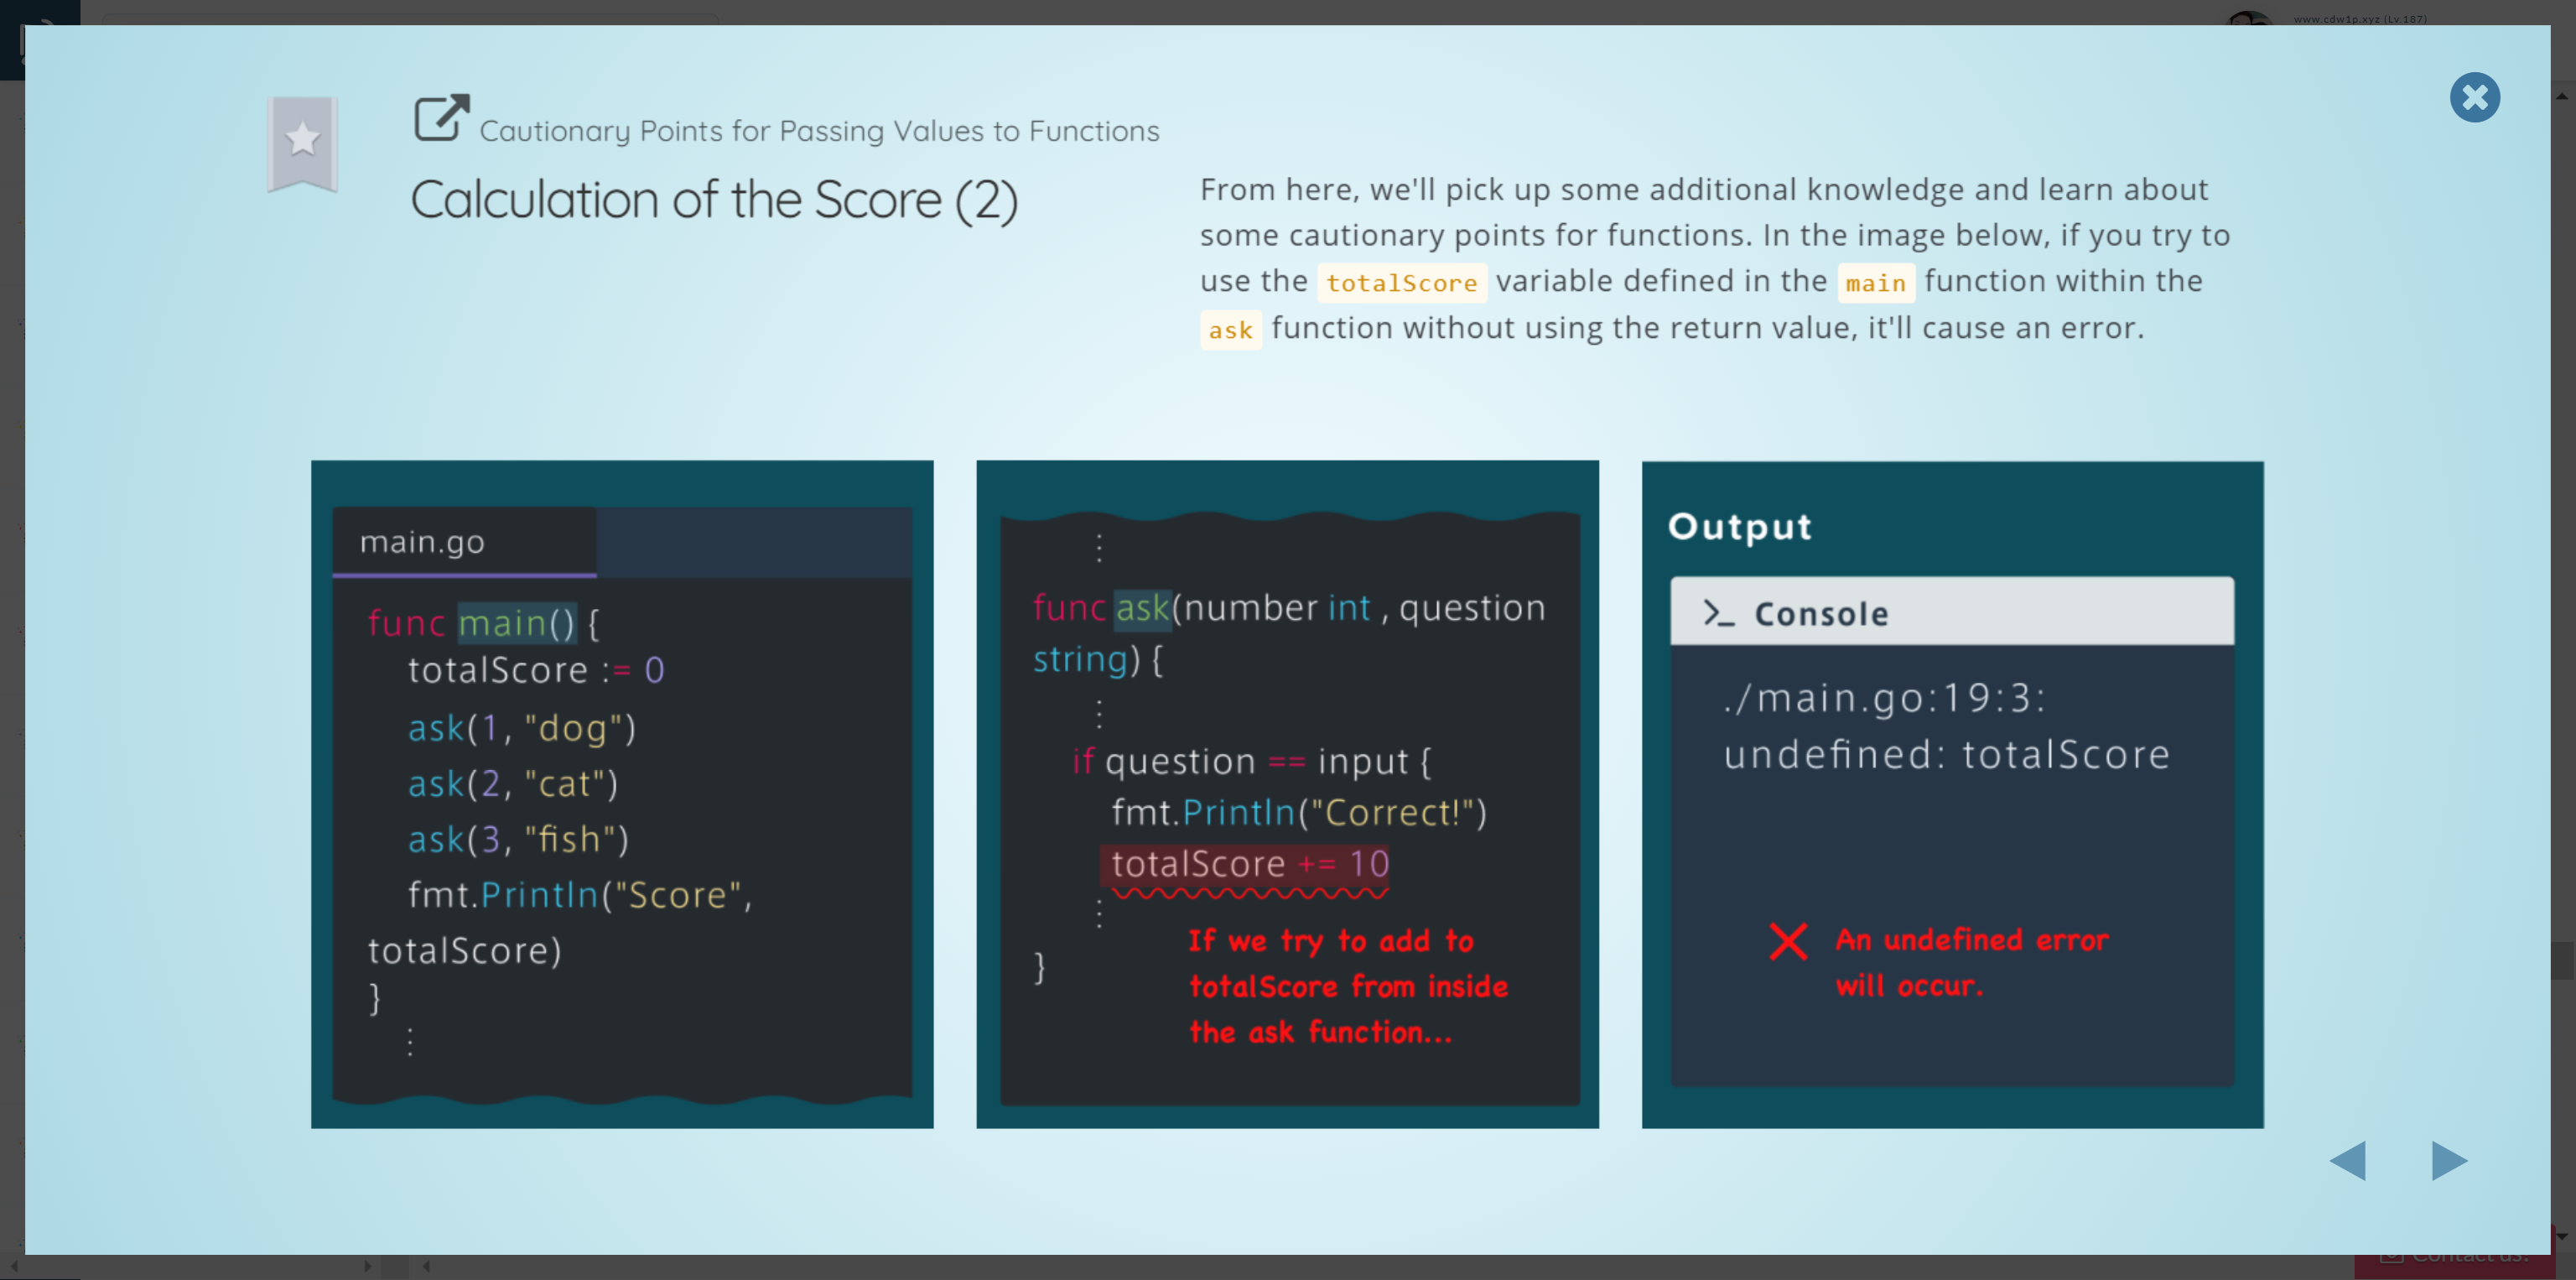 www.cdw1p.xyz (Lv.187)
Cautionary Points for Passing Values to Functions
Calculation of the Score (2)
From here, we'll pick up some additional knowledge and learn about
some cautionary points for functions. In the image below, if you try to
use the totalScore variable defined in the main function within the
ask function without using the return value, it'll cause an error.
main.go
func main() {
totalScore := 0
ask(1, "dog")
ask(2, "cat")
ask(3, "fish")
fmt.Println("Score",
totalScore)
}
func ask(number int , question
string) {
if question == input {
fmt.Println("Correct!")
totalScore += 10
}
If we try to add to
totalScore from inside
the ask function...
Output
>_ Console
./main.go:19:3:
undefined: totalScore
An undefined error
will occur.
Contact us!